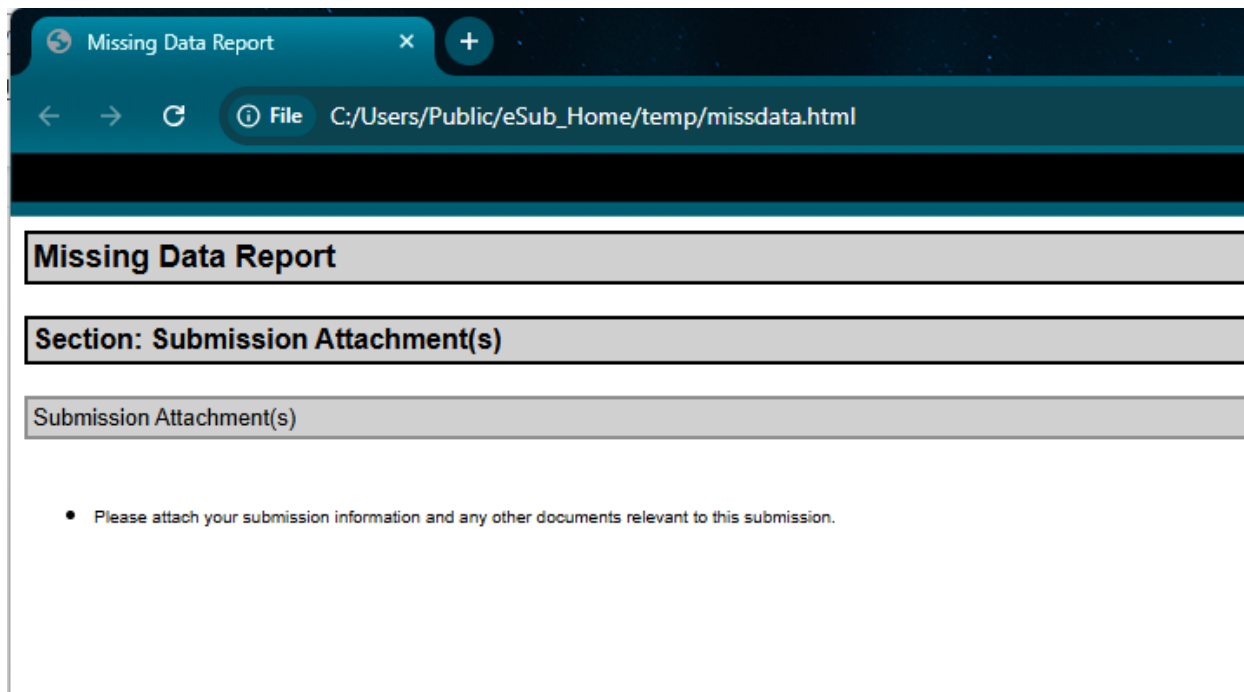 Missing Data Report
File C:/Users/Public/eSub_Home/temp/missdata.html
Missing Data Report
Section: Submission Attachment(s)
Submission Attachment(s)
Please attach your submission information and any other documents relevant to this submission.